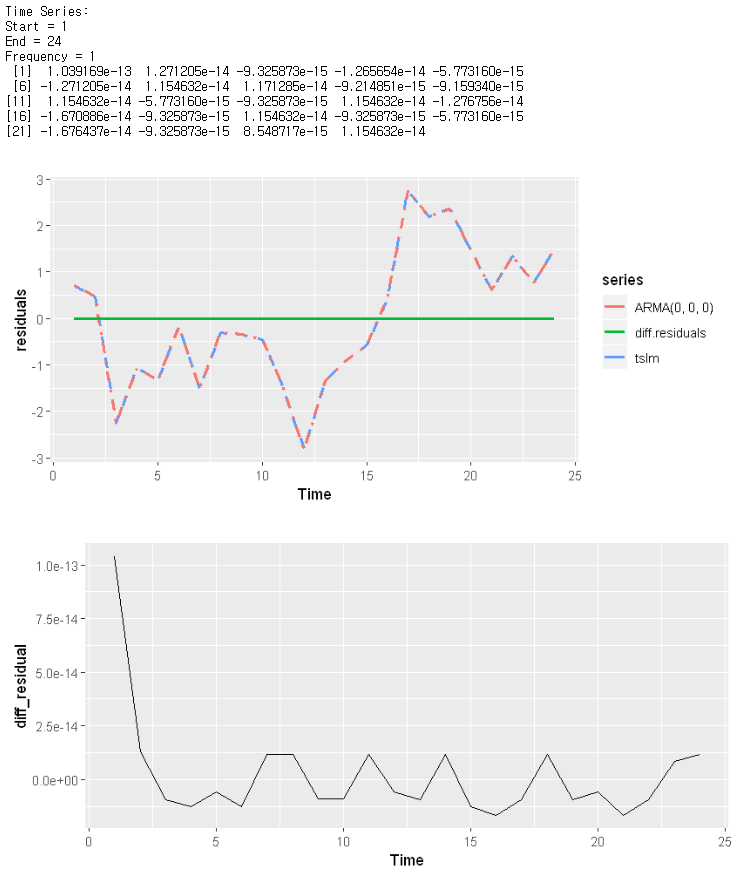 Time Series:
Start = 1
End = 24
Frequency = 1
[1] 1.039169e-13 1.271205e-14 -9.325873e-15 -1.265654e-14 -5.773160e-15
[6] -1.271205e-14 1.154632e-14 1.171285e-14 -9.214851e-15 -9.159340e-15
[11] 1.154632e-14 -5.773160e-15 -9.325873e-15 1.154632e-14 -1.276756e-14
[16] -1.670886e-14 -9.325873e-15 1.154632e-14 -9.325873e-15 -5.773160e-15
[21] -1.676437e-14 -9.325873e-15 8.548717e-15 1.154632e-14
3
2
1
0
-1
-2
-3
residuals
0 5 10 15 20 25
Time
series
ARMA(0, 0, 0)
diff.residuals
tslm
1.0e-13
7.5e-14
5.0e-14
2.5e-14
0.0e+00
diff_residual
0 5 10 15 20 25
Time